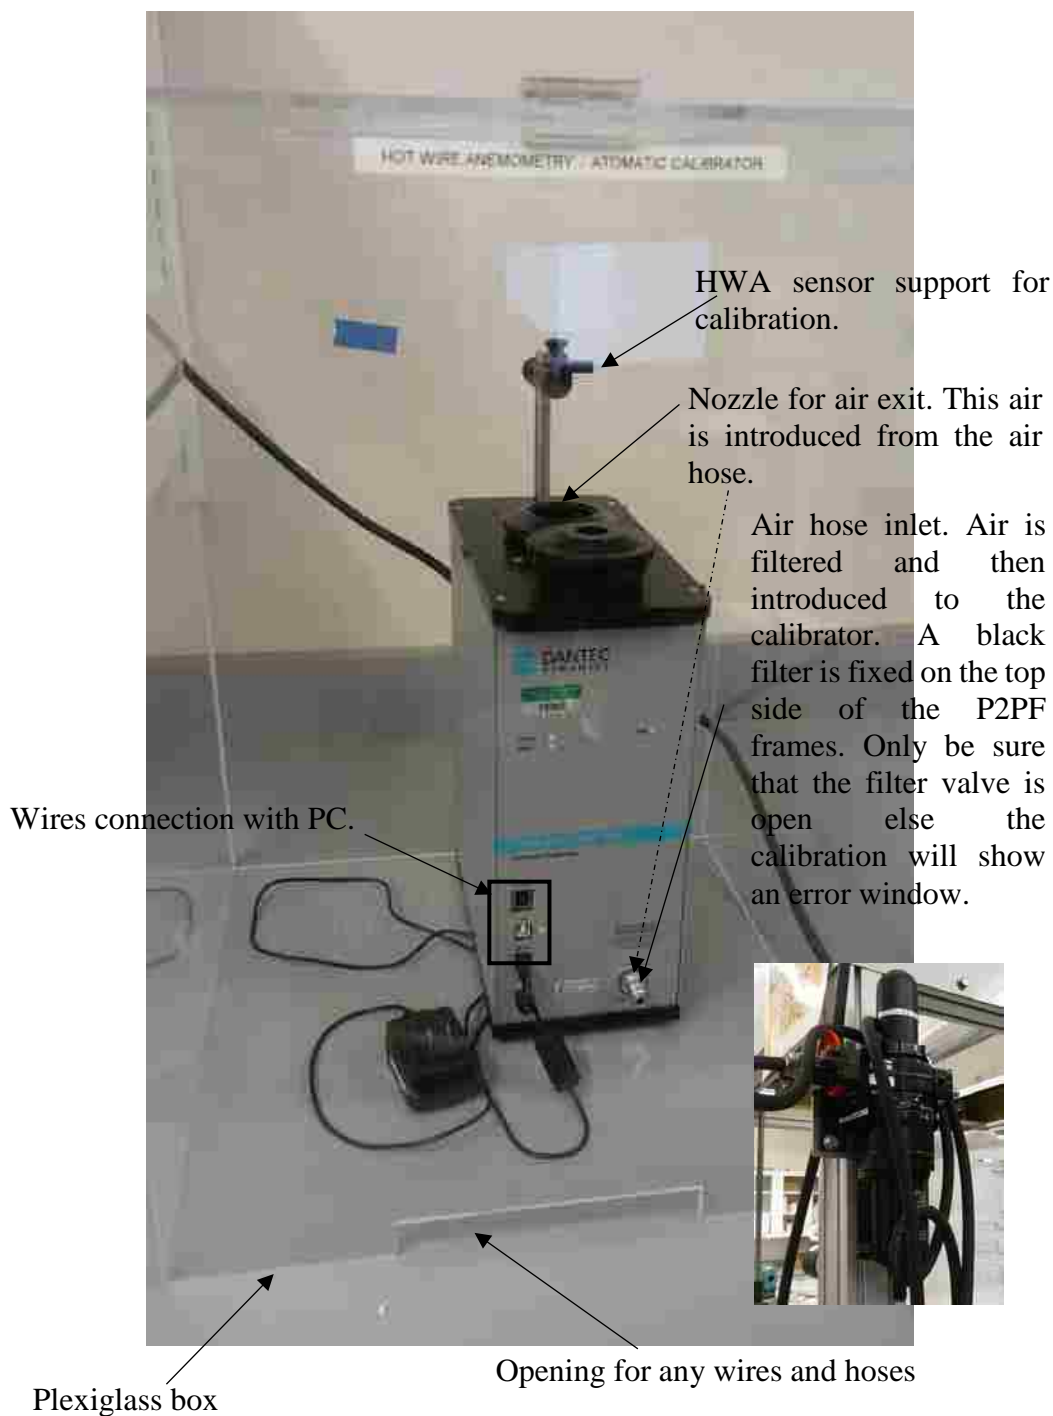 HOT WIRE ANEMOMETRY / ATOMATIC CALIBRATOR
HWA sensor support for
calibration.
Nozzle for air exit. This air
is introduced from the air
hose.
Air hose inlet. Air is
filtered and then
introduced to the
calibrator. A black
filter is fixed on the top
side of the P2PF
frames. Only be sure
that the filter valve is
open else the
calibration will show
an error window.
DANTEC
DYNAMICS
Wires connection with PC.
Opening for any wires and hoses
Plexiglass box